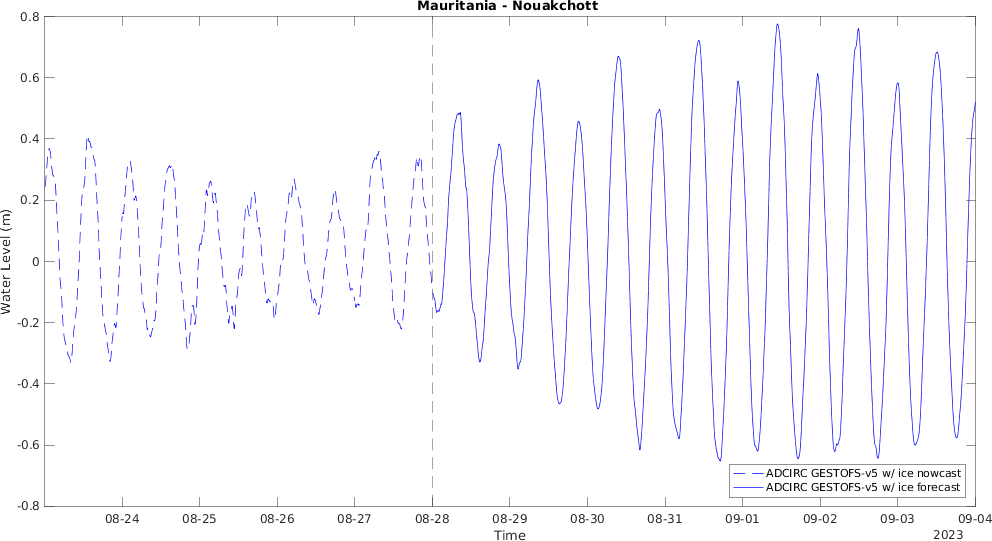 Mauritania - Nouakchott
0.8
0.6
0.4
0.2
0
-0.2
-0.4
-0.6
-0.8
Water Level (m)
ADCIRC GESTOFS-v5 w/ ice nowcast
ADCIRC GESTOFS-v5 w/ ice forecast
08-24 08-25 08-26 08-27 08-28 08-29 08-30 08-31 09-01 09-02 09-03 09-04
Time
2023